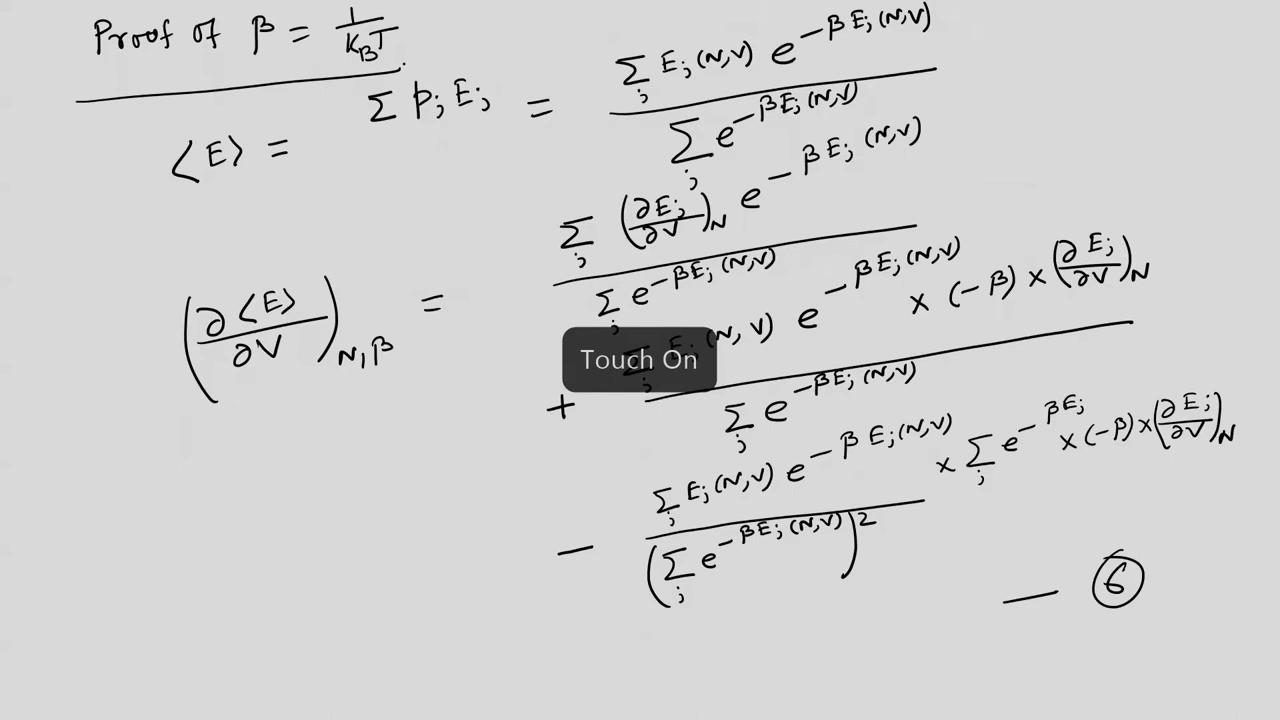 Proof of β = 1/K_B T
⟨E⟩ = Σ p_j E_j = Σ_j E_j (N,V) e^{-βE_j (N,V)} / Σ_j e^{-βE_j (N,V)}
(∂⟨E⟩/∂V)_{N,β} = Σ_j (∂E_j/∂V)_N e^{-βE_j (N,V)} / Σ_j e^{-βE_j (N,V)}
+ Σ_j E_j (N,V) e^{-βE_j (N,V)} × (-β) × (∂E_j/∂V)_N / Σ_j e^{-βE_j (N,V)}
Touch On
- Σ_j E_j (N,V) e^{-βE_j (N,V)} / (Σ_j e^{-βE_j (N,V)})^2 × Σ_j e^{-βE_j} × (-β) × (∂E_j/∂V)_N
— ⑥